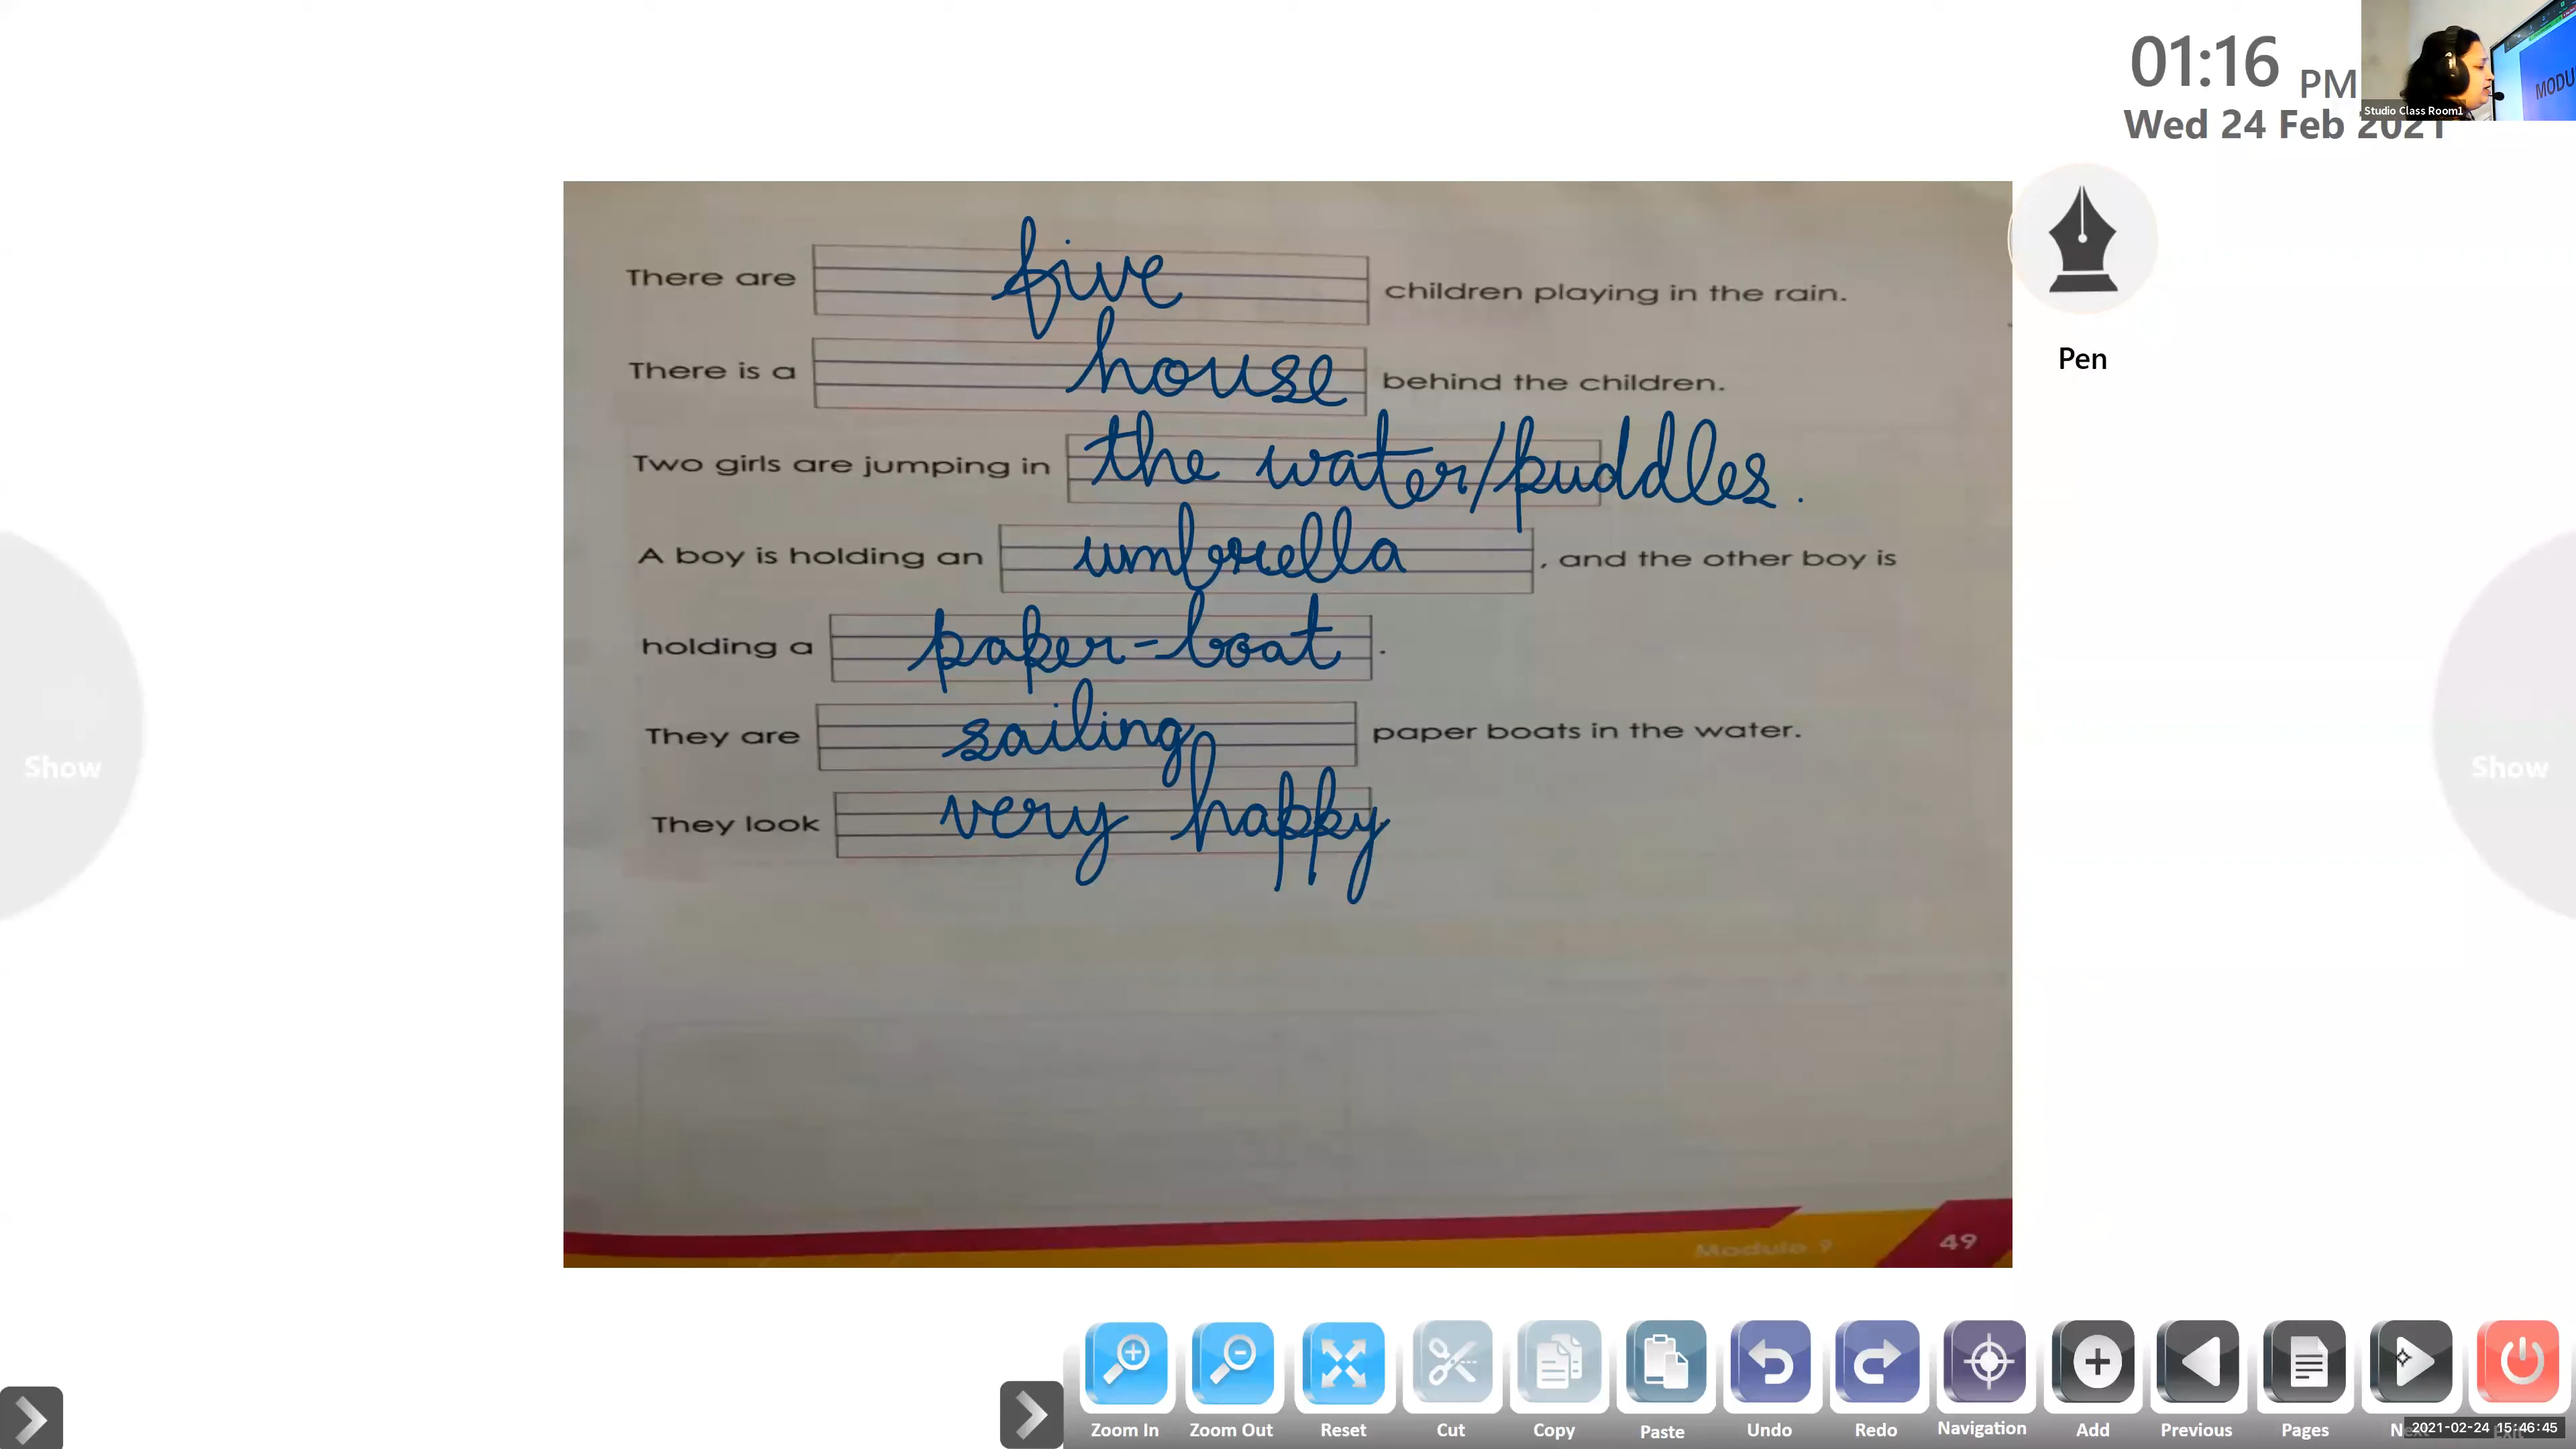 01:16 PM
Studio Class Room1
Wed 24 Feb 2021
MODU
There are five children playing in the rain.
Pen
There is a house behind the children.
Two girls are jumping in the water/puddles.
A boy is holding an umbrella, and the other boy is
holding a paper-boat.
They are sailing paper boats in the water.
They look very happy
Show
Show
Module 9
49
Zoom In
Zoom Out
Reset
Cut
Copy
Paste
Undo
Redo
Navigation
Add
Previous
Pages
2021-02-24 15:46:45